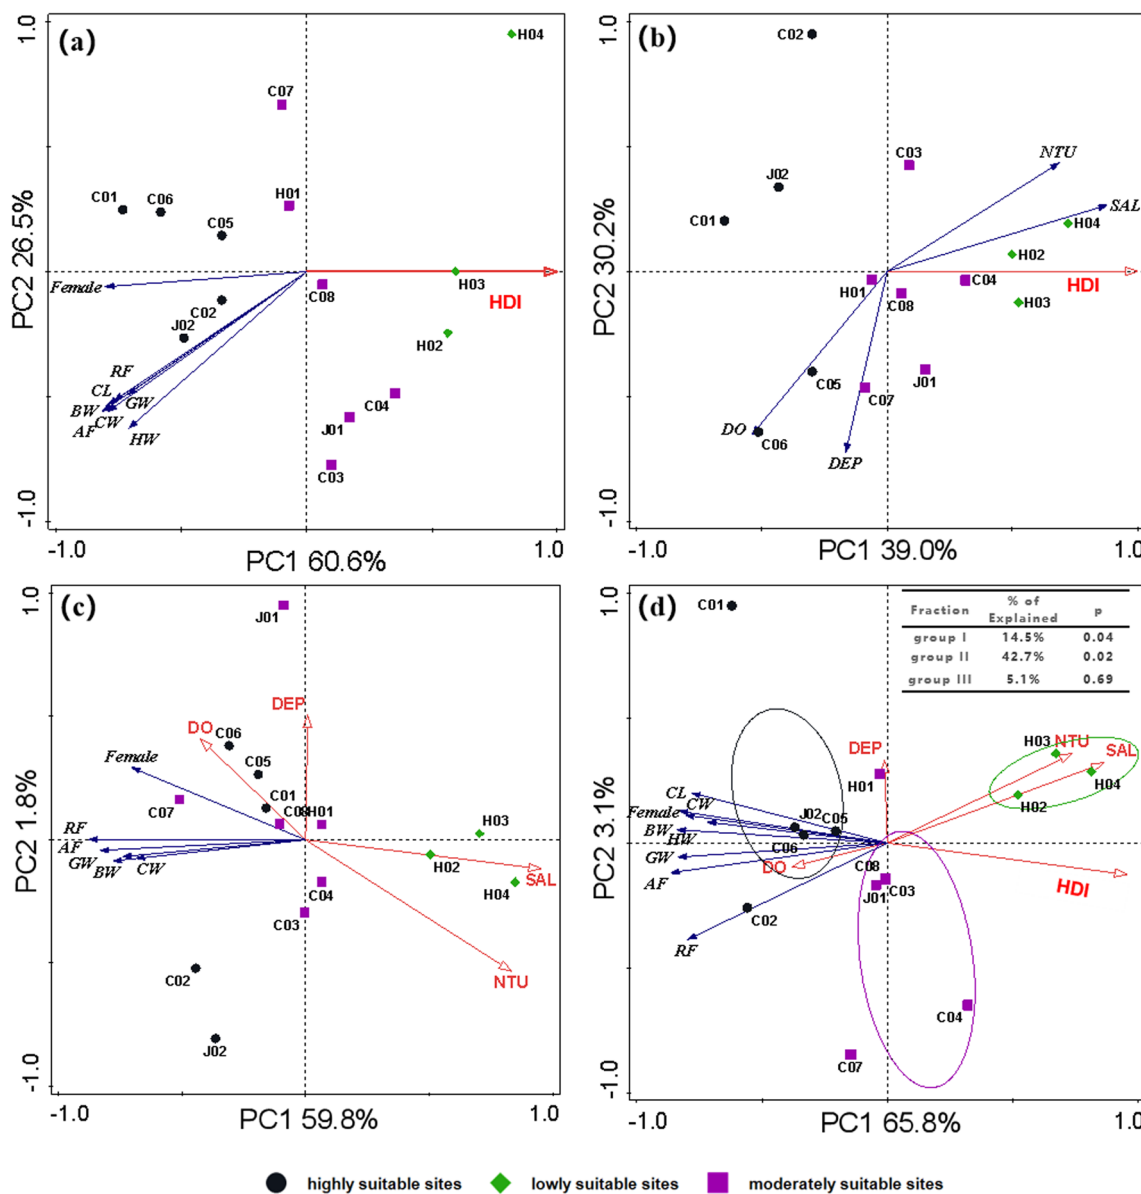 (a)
1.0
H04
C07
C01
C06
H01
C05
Female
C02
C08
H03
HDI
J02
H02
RF
CL
GW
BW
CW
AF
HW
C04
J01
C03
PC2 26.5%
-1.0
-1.0
PC1 60.6%
1.0
(b)
1.0
C02
C03
NTU
J02
SAL
C01
H04
H02
H01
C08
C04
HDI
H03
C05
C07
J01
DO
C06
DEP
PC2 30.2%
-1.0
-1.0
PC1 39.0%
1.0
(c)
1.0
J01
DEP
DO
C06
Female
C05
C01
C07
C08
H01
RF
H03
AF
GW
BW
CW
H02
SAL
C04
H04
C03
NTU
C02
J02
PC2 1.8%
-1.0
-1.0
PC1 59.8%
1.0
(d)
1.0
C01
Fraction % of Explained p
group I 14.5% 0.04
group II 42.7% 0.02
group III 5.1% 0.69
DEP
H03
NTU
SAL
H01
H04
CL
H02
CW
Female
J02
C05
BW
HW
C06
GW
DO
C08
AF
C03
J01
HDI
C02
RF
C04
C07
PC2 3.1%
-1.0
-1.0
PC1 65.8%
1.0
highly suitable sites
lowly suitable sites
moderately suitable sites